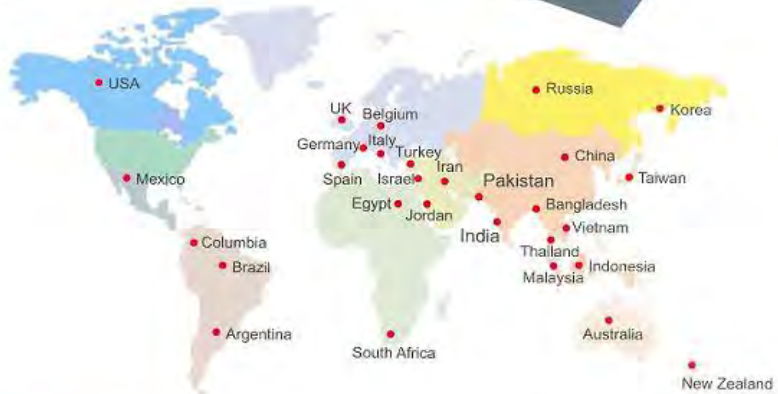 USA
Russia
Korea
UK
Belgium
Germany
Italy
Turkey
Iran
China
Mexico
Spain
Israel
Pakistan
Taiwan
Egypt
Jordan
Bangladesh
India
Vietnam
Columbia
Thailand
Brazil
Malaysia
Indonesia
Argentina
Australia
South Africa
New Zealand